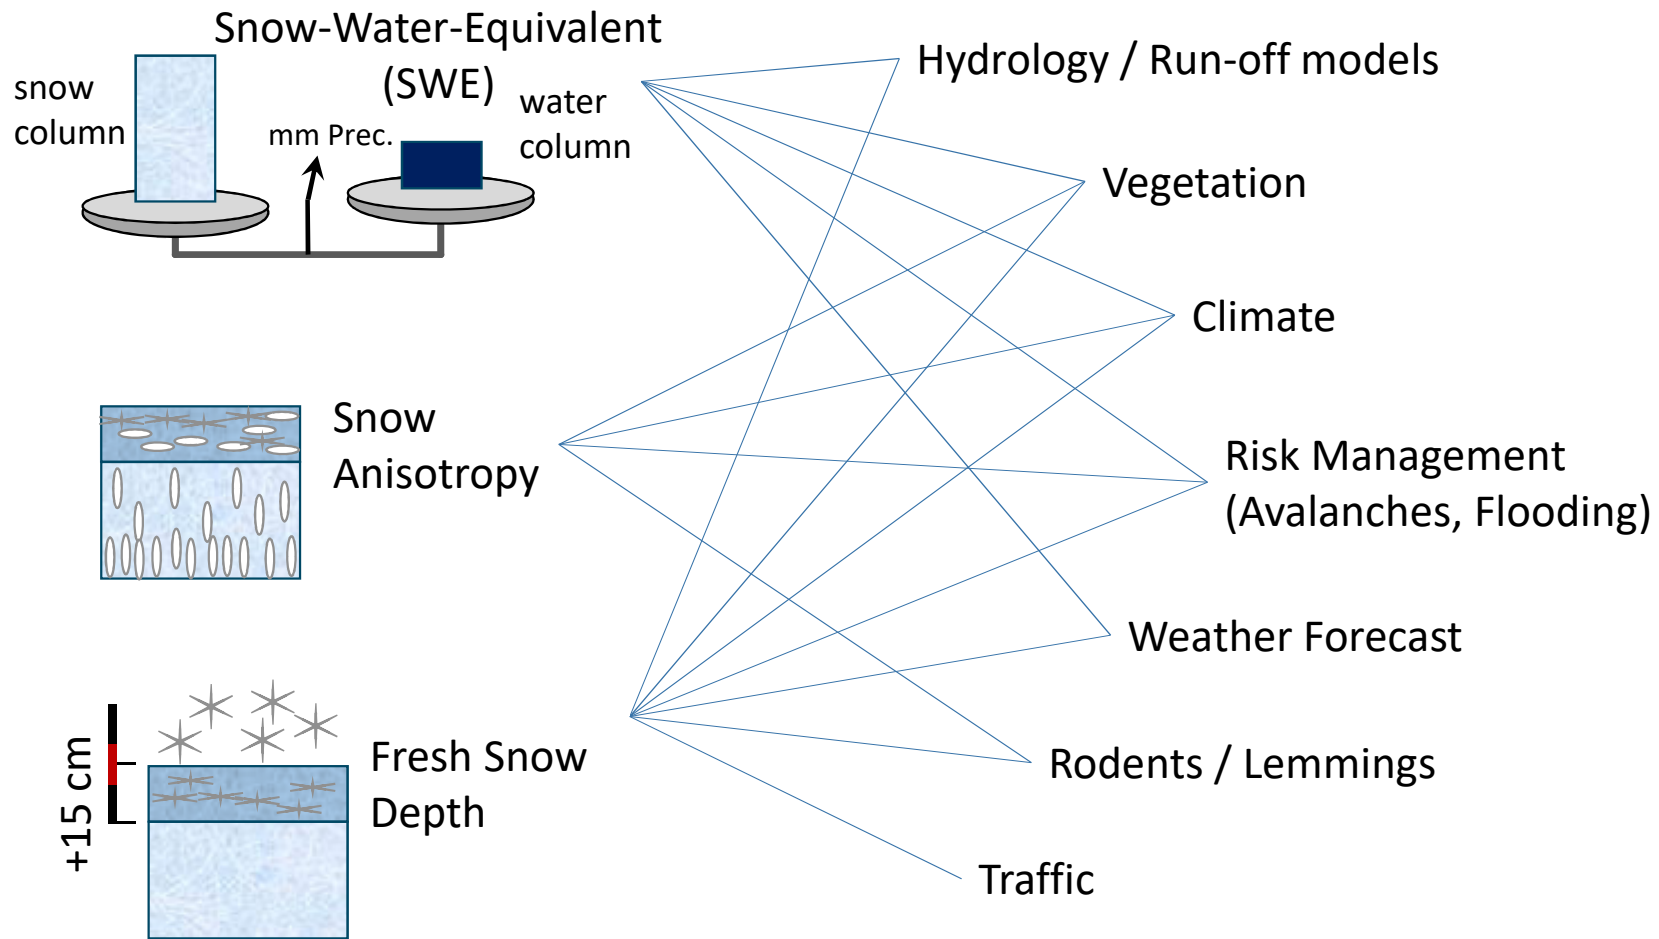 Snow-Water-Equivalent
(SWE)
snow
column
mm Prec.
water
column
Hydrology / Run-off models
Vegetation
Climate
Snow
Anisotropy
Risk Management
(Avalanches, Flooding)
Weather Forecast
+15 cm
Fresh Snow
Depth
Rodents / Lemmings
Traffic